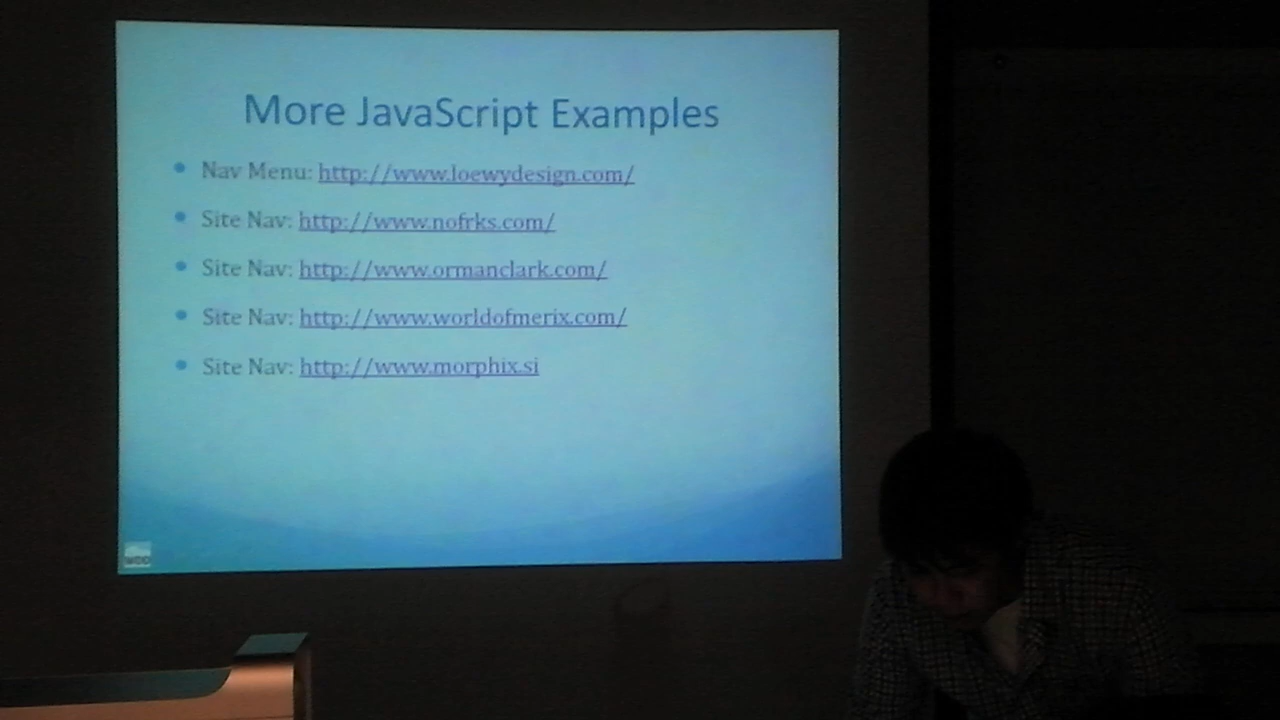 More JavaScript Examples
Nav Menu: http://www.loewydesign.com/
Site Nav: http://www.nofrks.com/
Site Nav: http://www.ormanclark.com/
Site Nav: http://www.worldofmerix.com/
Site Nav: http://www.morphix.si